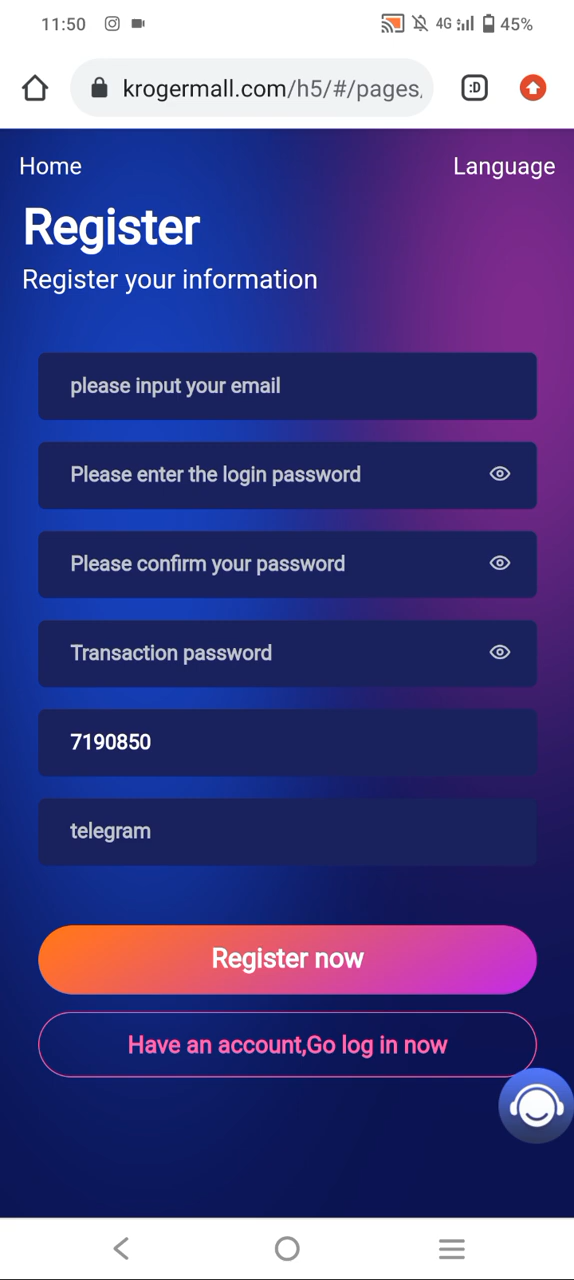 11:50 4G 45%
krogermall.com/h5/#/pages,
:D
Home Language
Register
Register your information
please input your email
Please enter the login password
Please confirm your password
Transaction password
7190850
telegram
Register now
Have an account,Go log in now